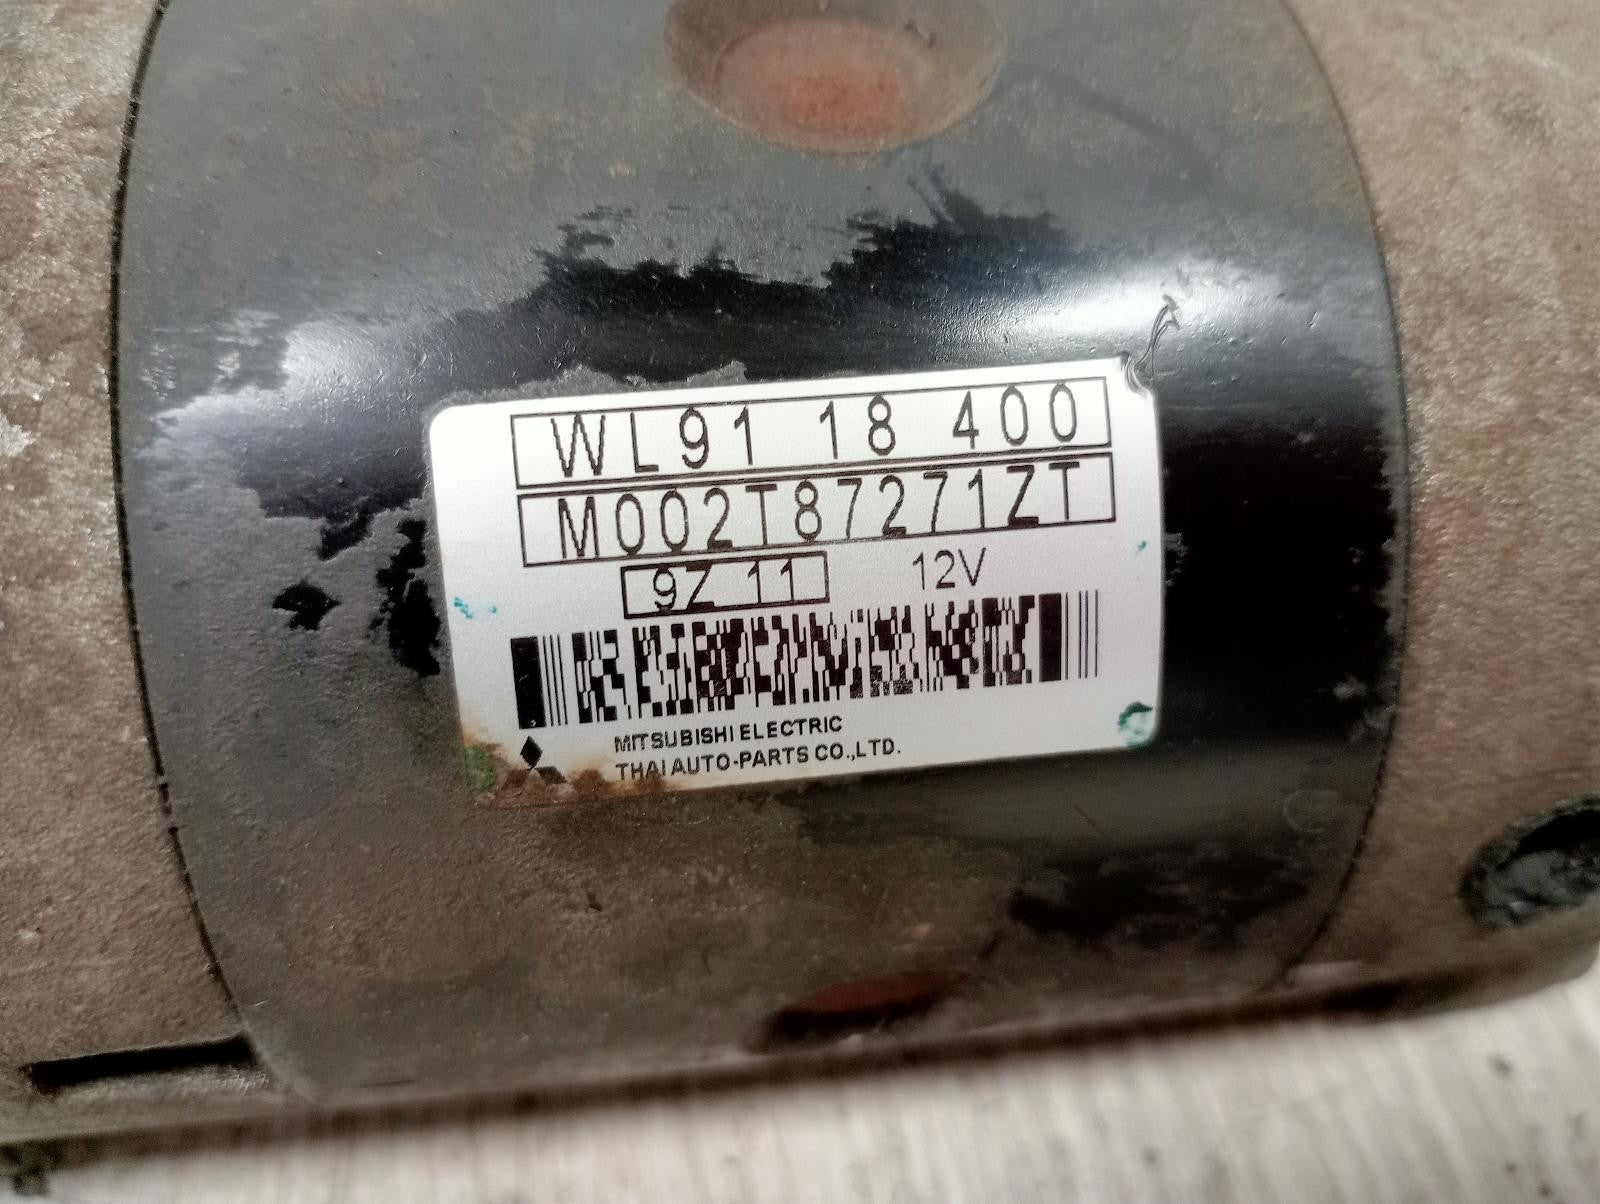 WL91 18 400
M002T87271ZT
9Z 11 12V
MITSUBISHI ELECTRIC
THAI AUTO-PARTS CO.,LTD.